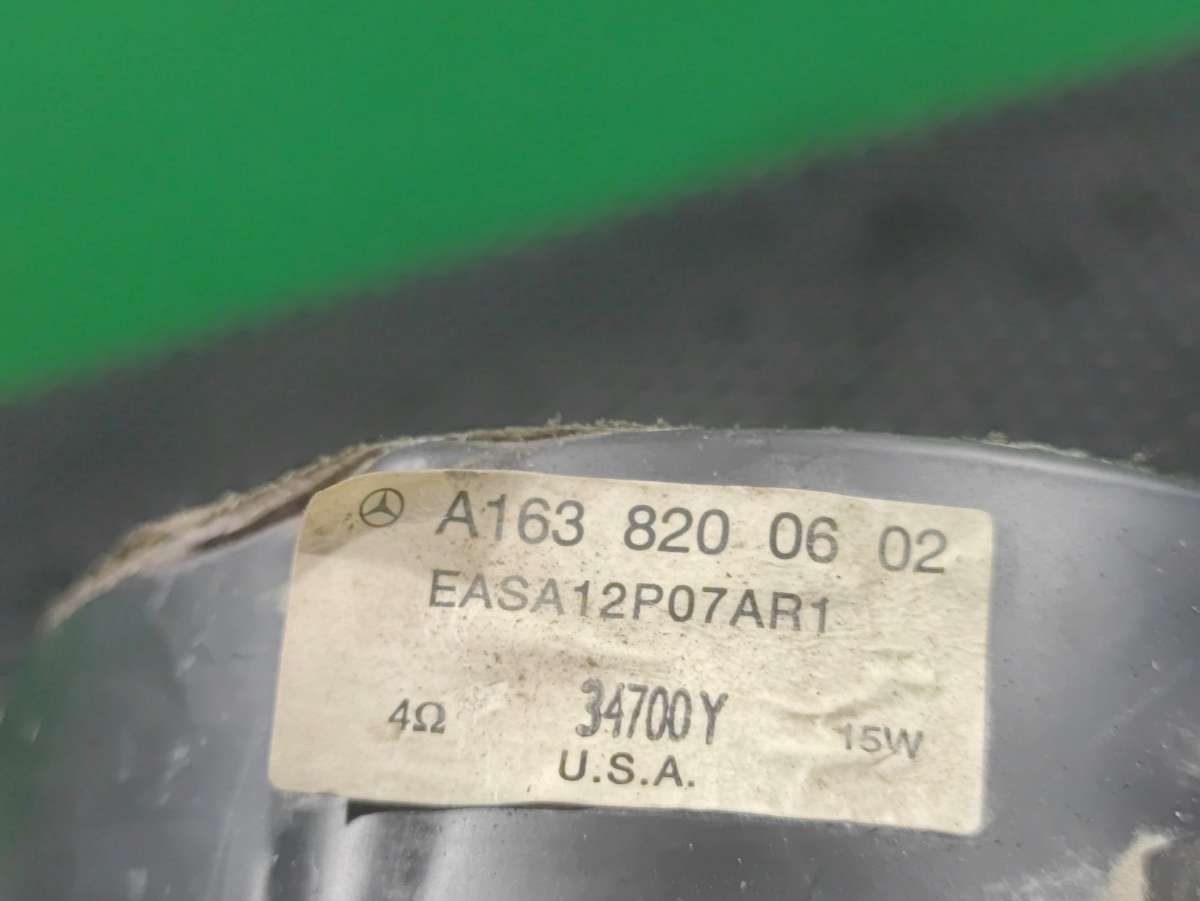 A163 820 06 02
EASA12P07AR1
4Ω 34700Y 15W
U.S.A.